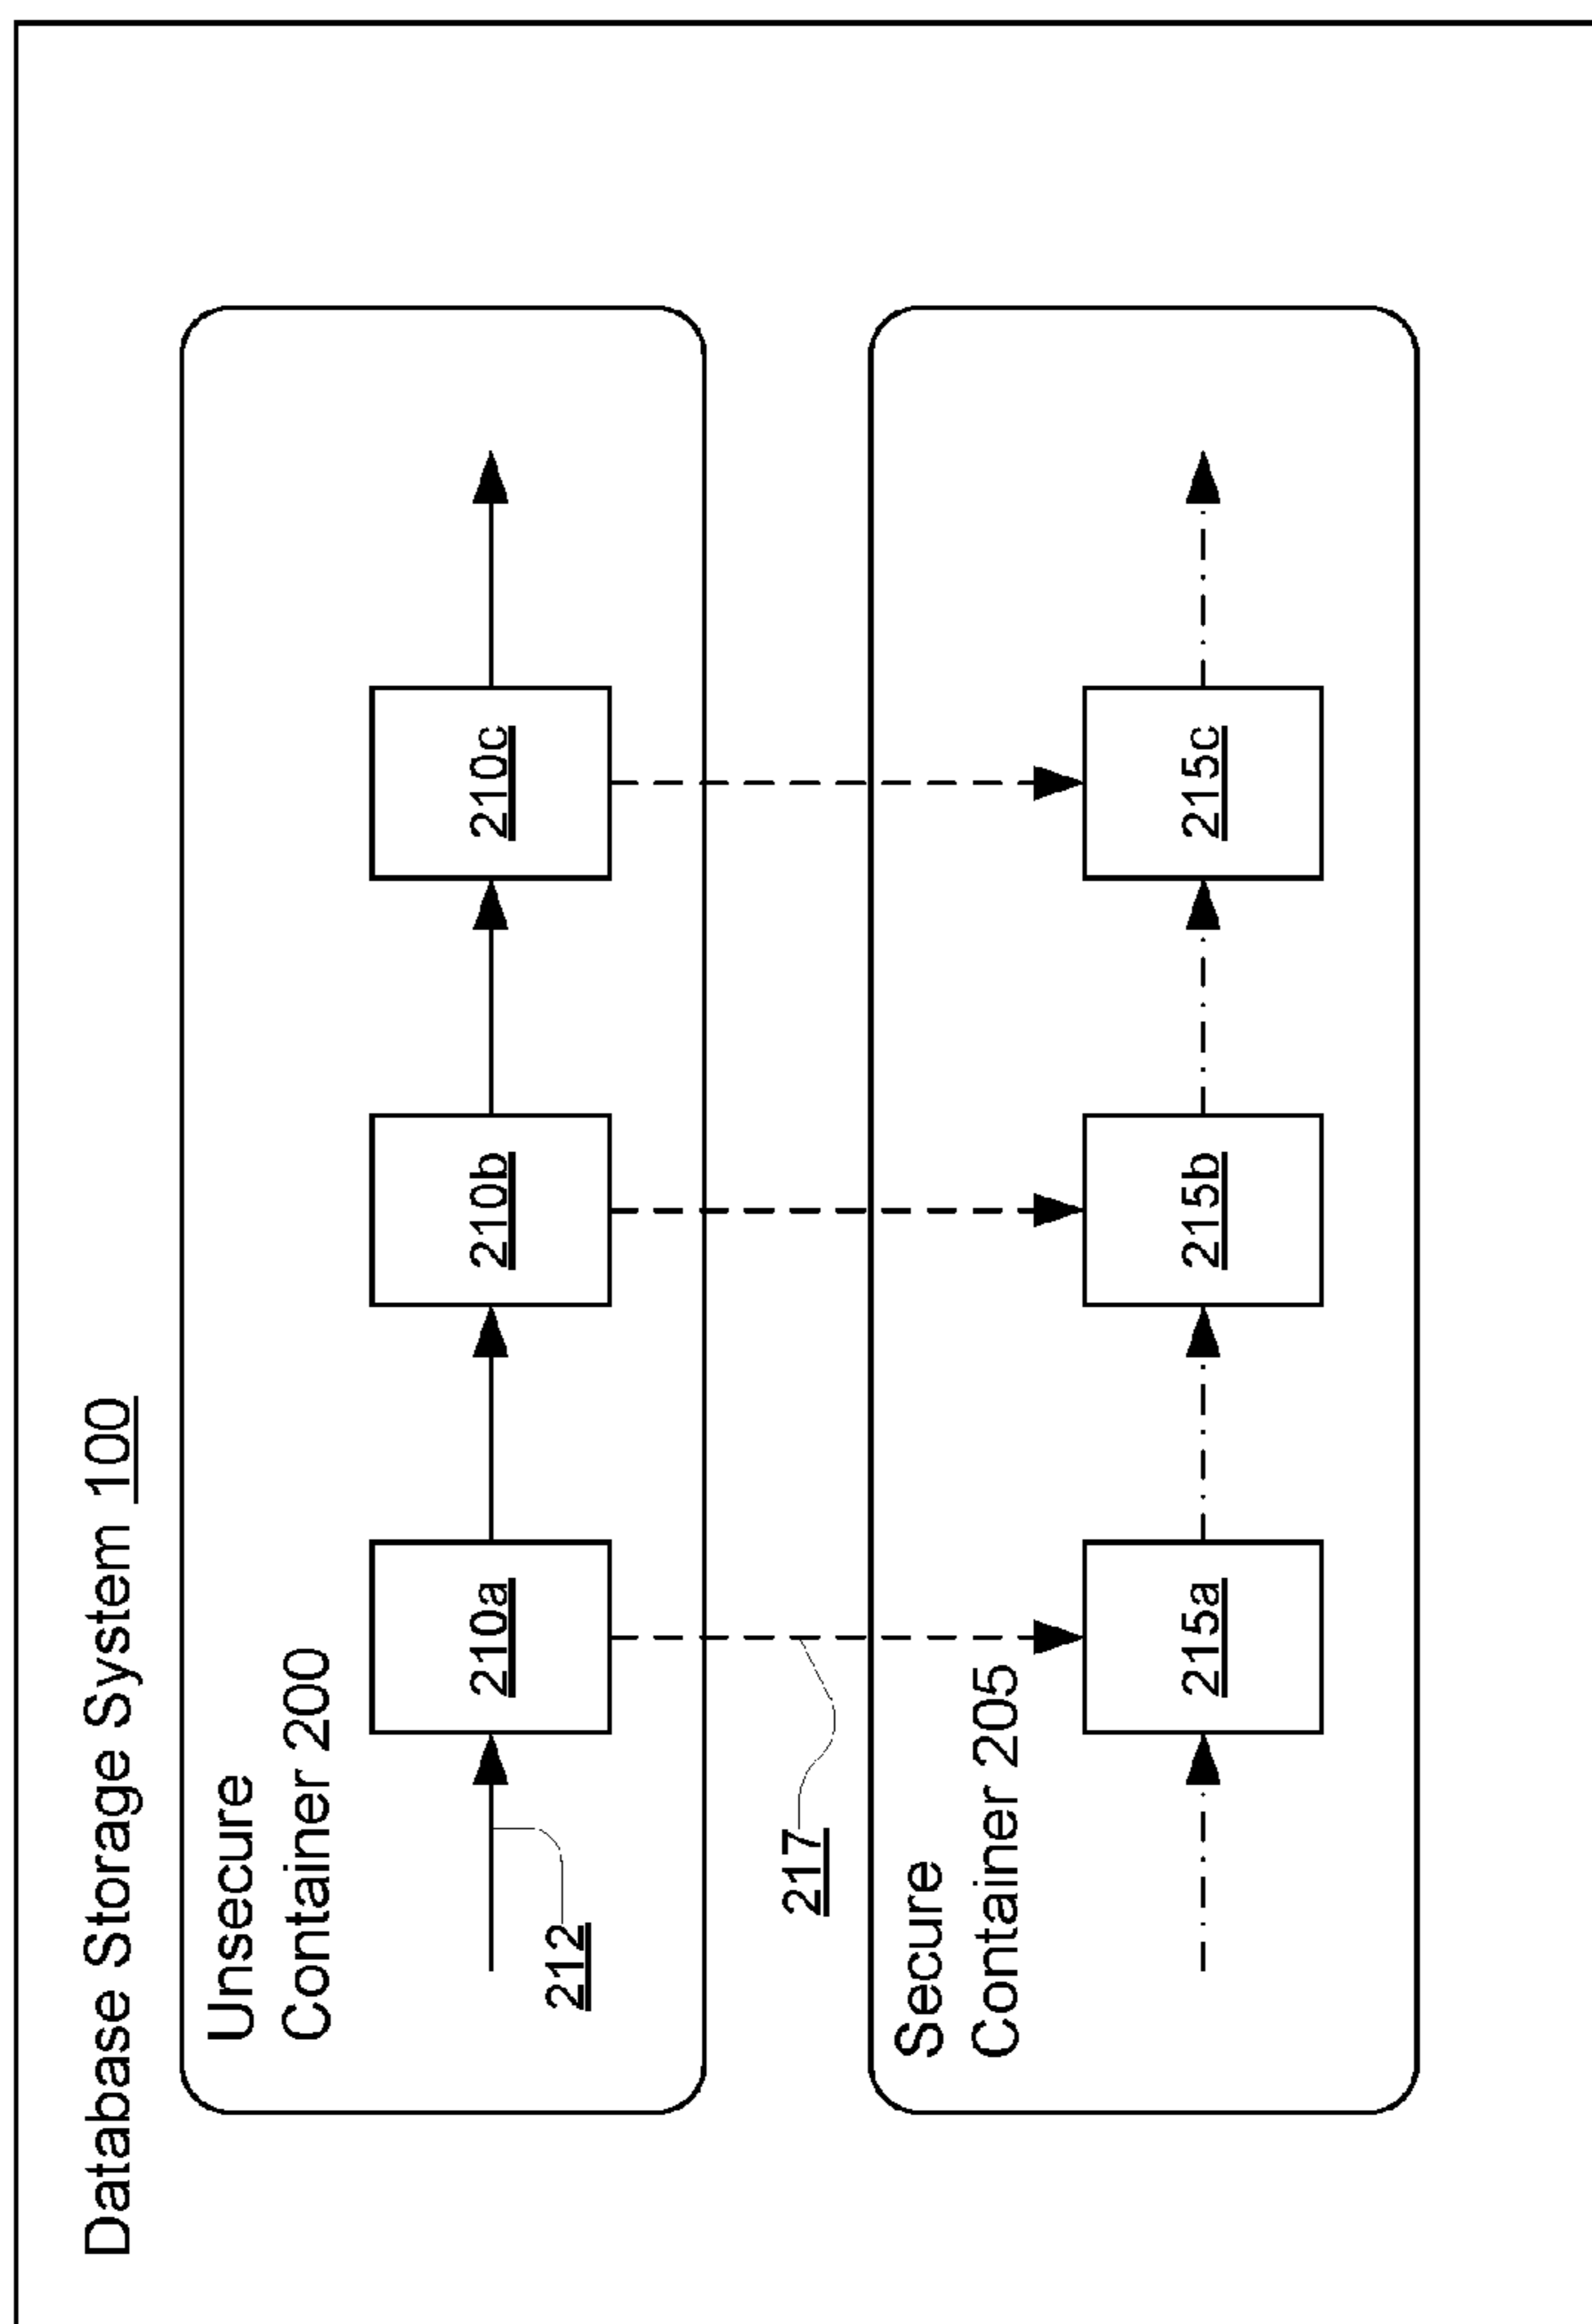 Database Storage System 100
Unsecure
Container 200
212
210a
210b
210c
217
Secure
Container 205
215a
215b
215c